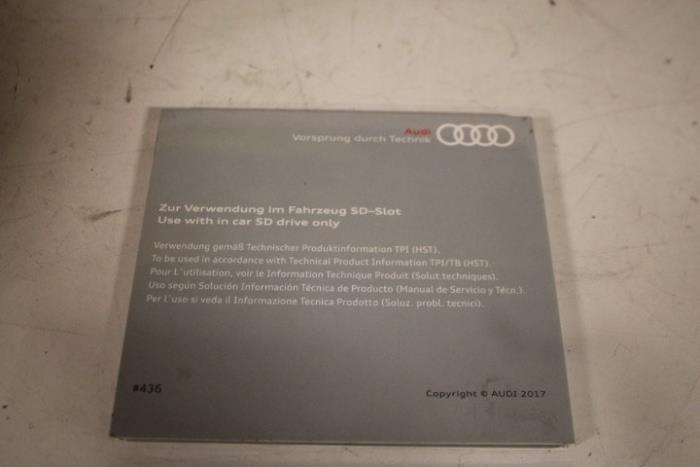 Audi
Vorsprung durch Technik
Zur Verwendung im Fahrzeug SD-Slot
Use with in car SD drive only
Verwendung gemäß Technischer Produktinformation TPI (HST).
To be used in accordance with Technical Product Information TPI/TB (HST).
Pour L'utilisation, voir le Information Technique Produit (Solut.techniques).
Uso según Solución Información Técnica de Producto (Manual de Servicio y Técn.).
Per l'uso si veda il Informazione Tecnica Prodotto (Soluz. probl. tecnici).
#436
Copyright © AUDI 2017